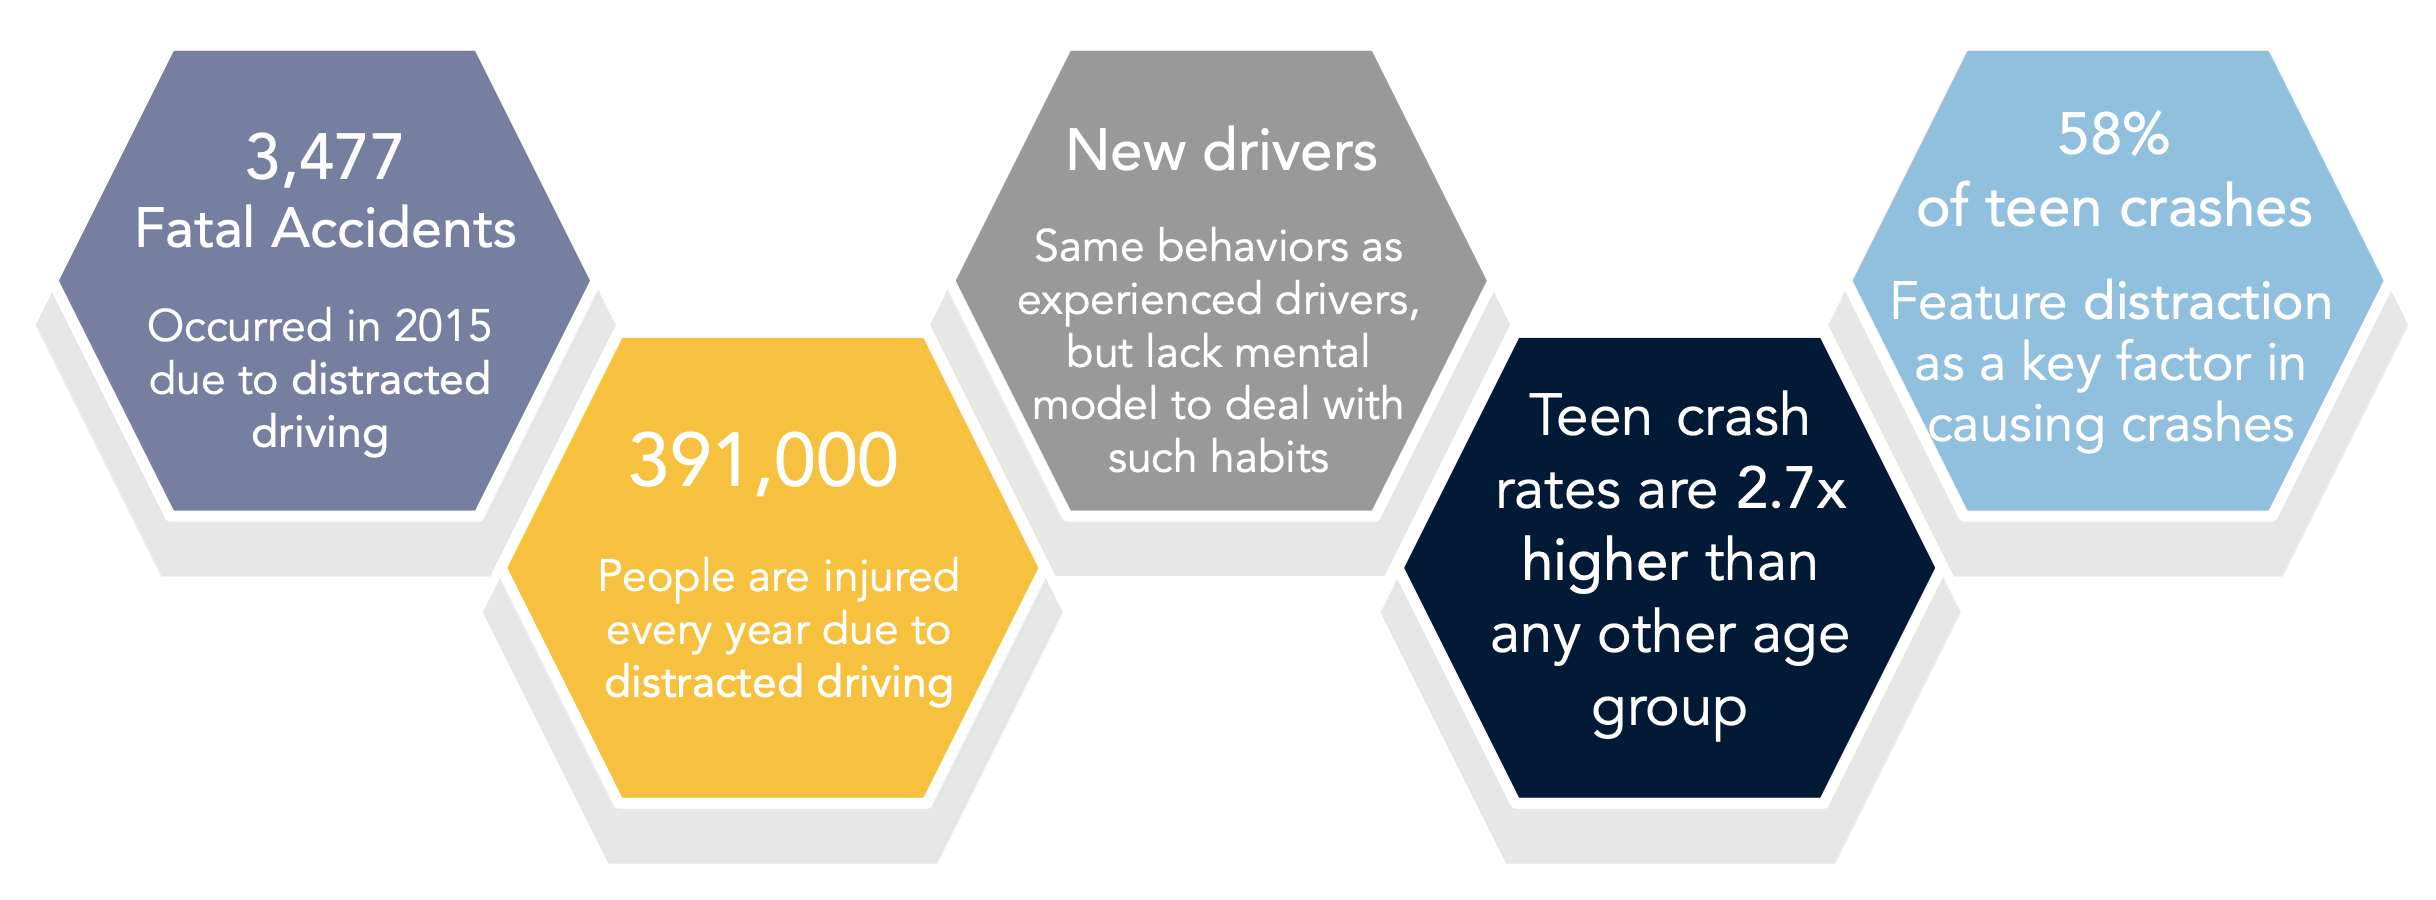 3,477
Fatal Accidents
Occurred in 2015
due to distracted
driving
391,000
People are injured
every year due to
distracted driving
New drivers
Same behaviors as
experienced drivers,
but lack mental
model to deal with
such habits
Teen crash
rates are 2.7x
higher than
any other age
group
58%
of teen crashes
Feature distraction
as a key factor in
causing crashes